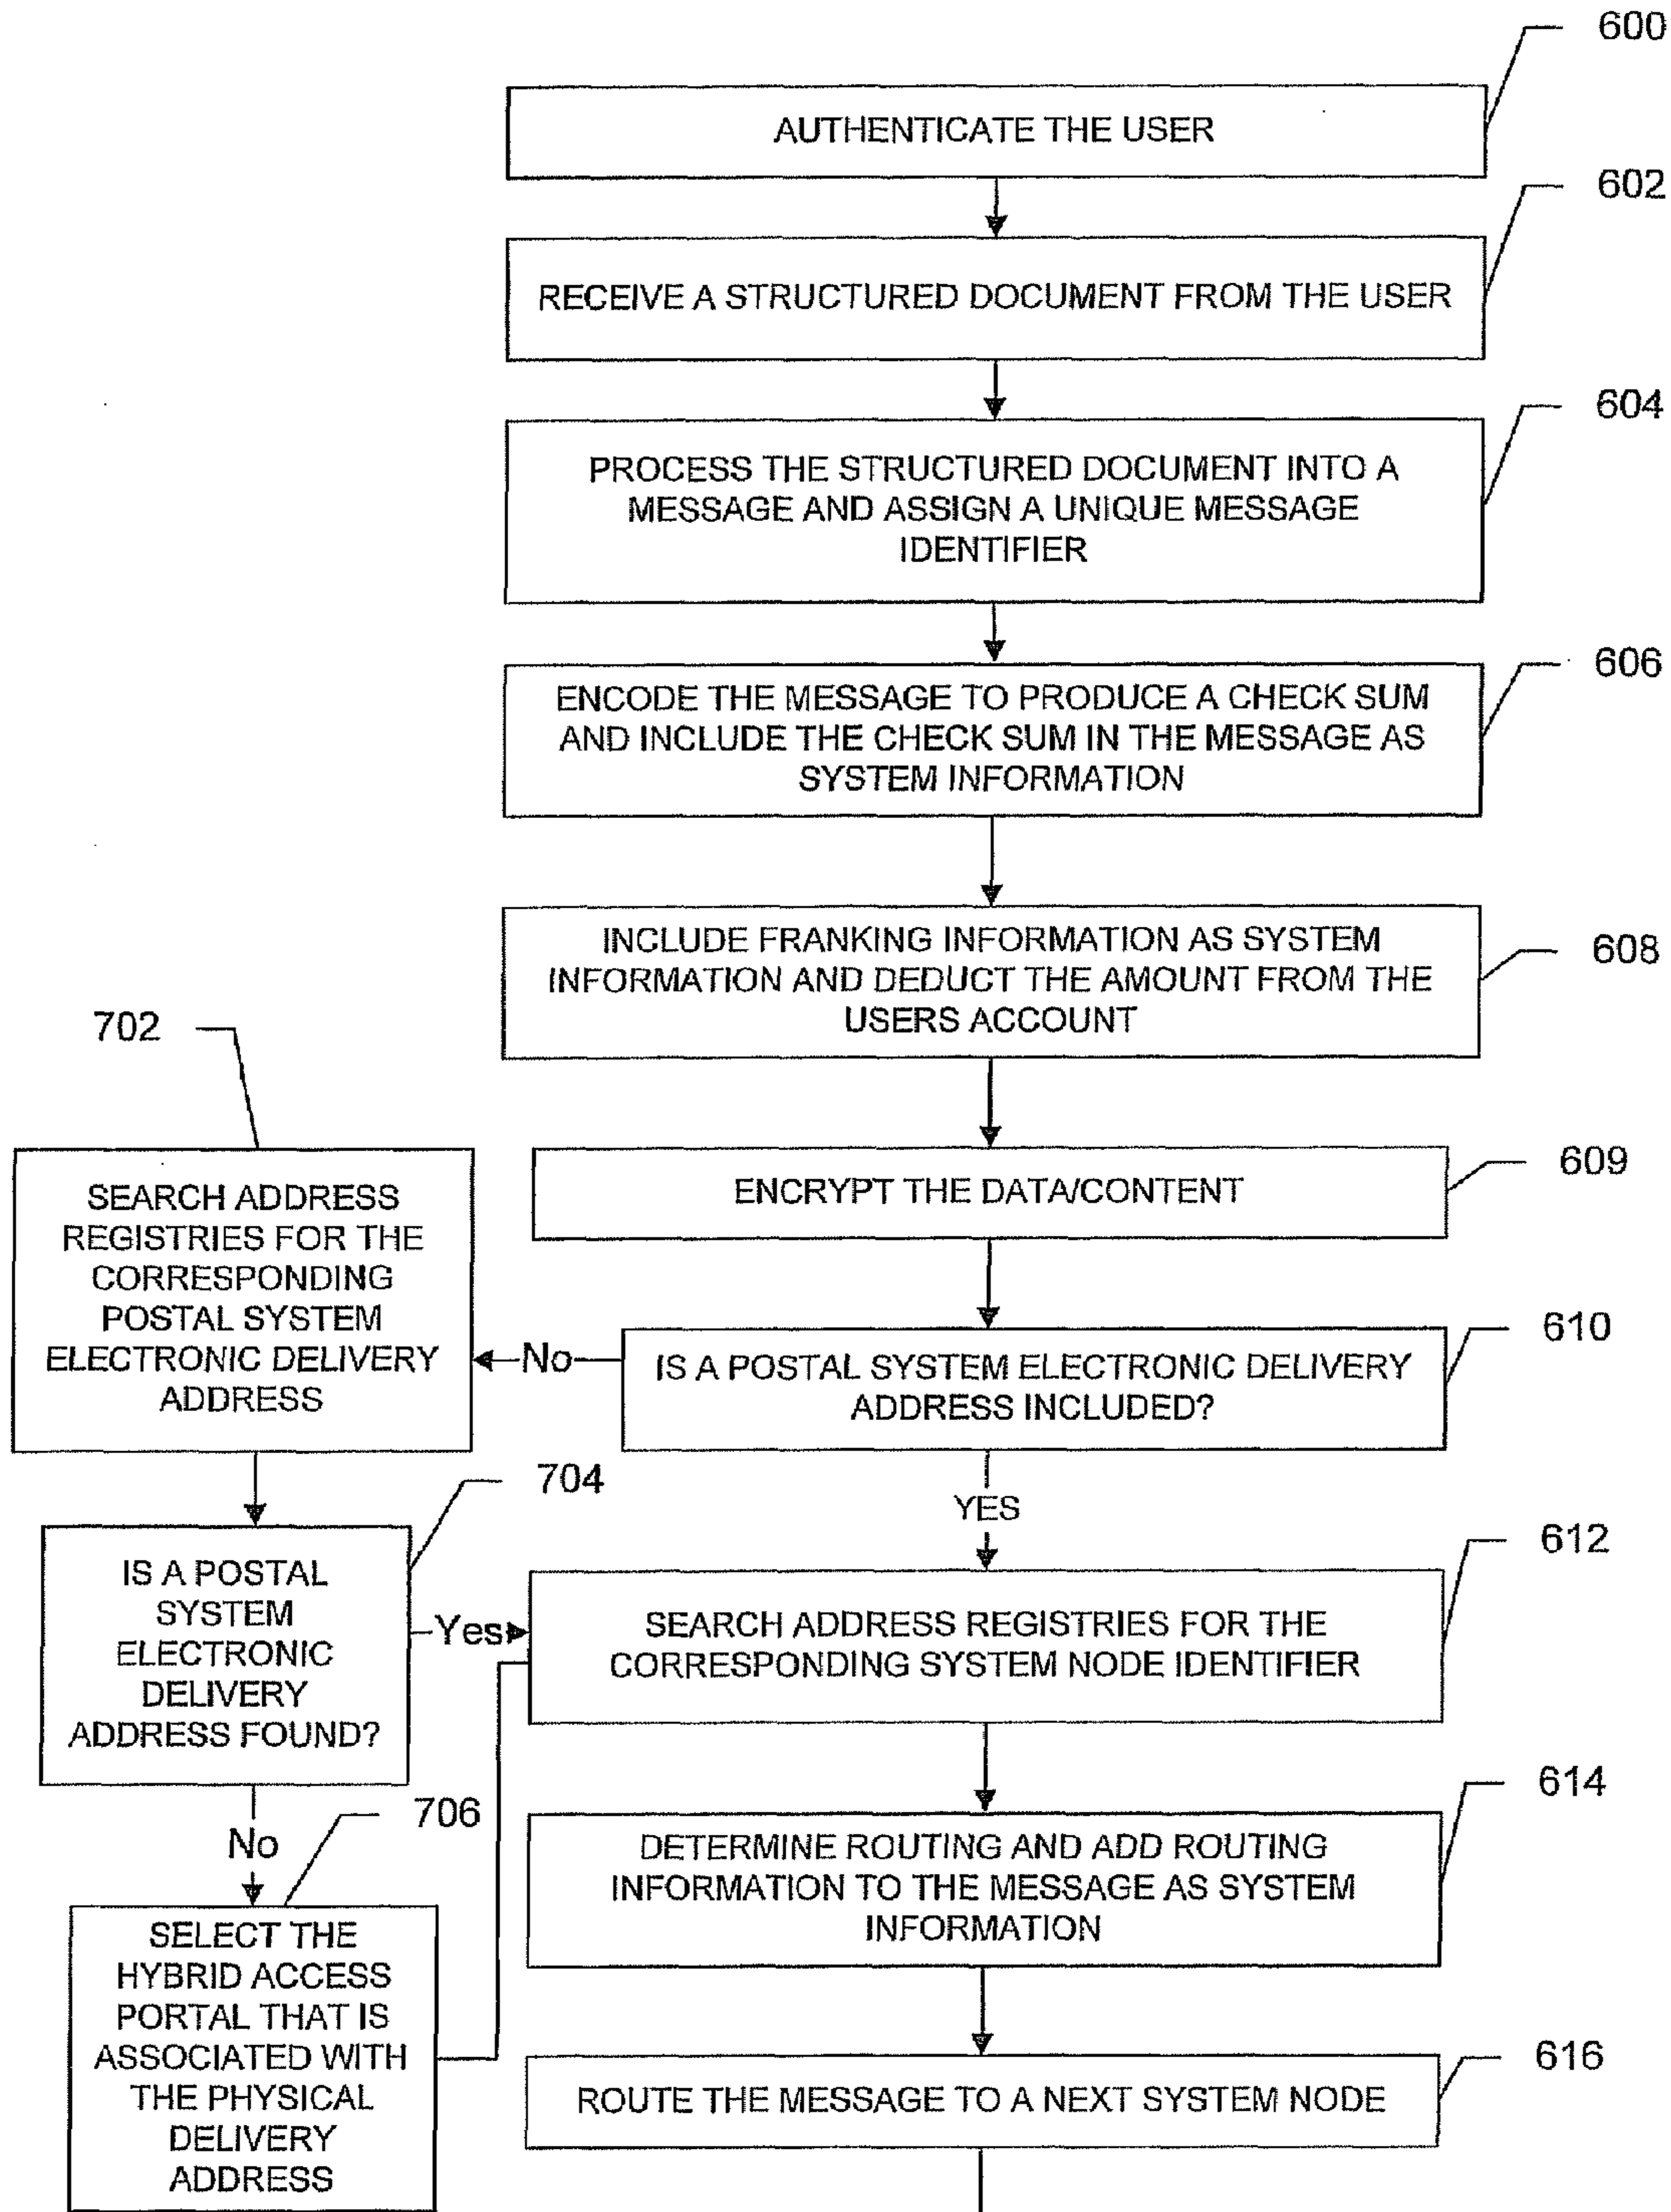 600
AUTHENTICATE THE USER
602
RECEIVE A STRUCTURED DOCUMENT FROM THE USER
604
PROCESS THE STRUCTURED DOCUMENT INTO A
MESSAGE AND ASSIGN A UNIQUE MESSAGE
IDENTIFIER
606
ENCODE THE MESSAGE TO PRODUCE A CHECK SUM
AND INCLUDE THE CHECK SUM IN THE MESSAGE AS
SYSTEM INFORMATION
608
INCLUDE FRANKING INFORMATION AS SYSTEM
INFORMATION AND DEDUCT THE AMOUNT FROM THE
USERS ACCOUNT
609
ENCRYPT THE DATA/CONTENT
610
IS A POSTAL SYSTEM ELECTRONIC DELIVERY
ADDRESS INCLUDED?
No
702
SEARCH ADDRESS
REGISTRIES FOR THE
CORRESPONDING
POSTAL SYSTEM
ELECTRONIC DELIVERY
ADDRESS
YES
704
IS A POSTAL
SYSTEM
ELECTRONIC
DELIVERY
ADDRESS FOUND?
Yes
612
SEARCH ADDRESS REGISTRIES FOR THE
CORRESPONDING SYSTEM NODE IDENTIFIER
No
706
SELECT THE
HYBRID ACCESS
PORTAL THAT IS
ASSOCIATED WITH
THE PHYSICAL
DELIVERY
ADDRESS
614
DETERMINE ROUTING AND ADD ROUTING
INFORMATION TO THE MESSAGE AS SYSTEM
INFORMATION
616
ROUTE THE MESSAGE TO A NEXT SYSTEM NODE